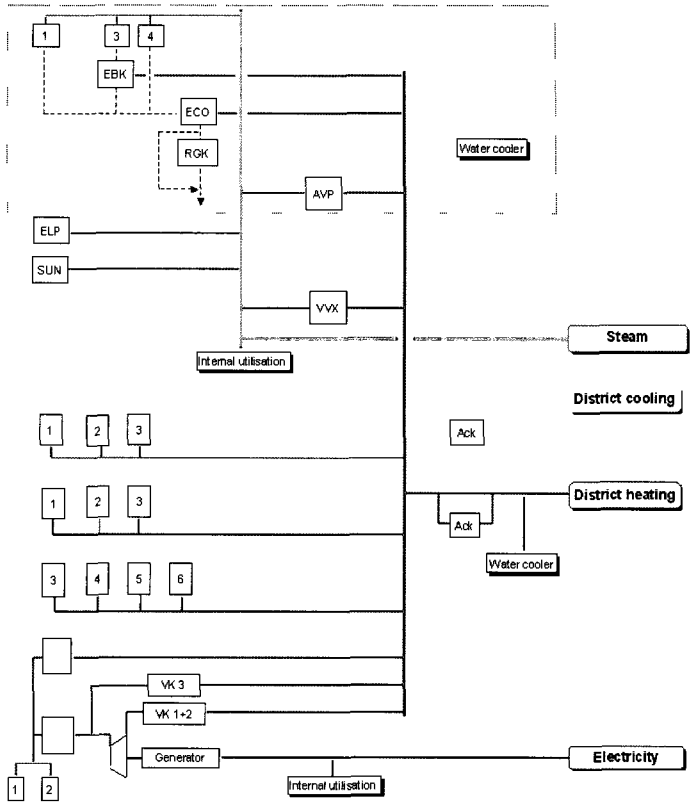 1 3 4
EBK
ECO
RGK
Water cooler
AVP
ELP
SUN
VVX
Steam
Internal utilisation
District cooling
1 2 3
Ack
1 2 3
District heating
Ack
Water cooler
3 4 5 6
VK 3
VK 1+2
Generator
Electricity
1 2
Internal utilisation